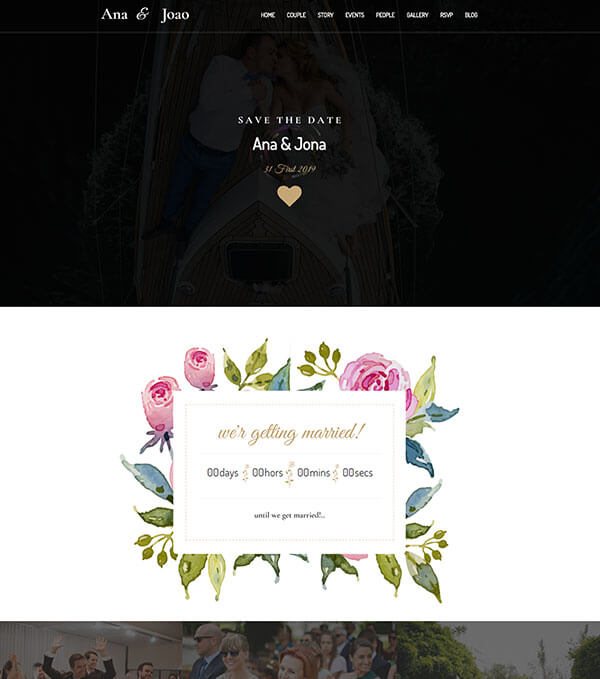 Ana & Joao
HOME COUPLE STORY EVENTS PEOPLE GALLERY RSVP BLOG
SAVE THE DATE
Ana & Jona
31 First 2019
we'r getting married!
00days 00hors 00mins 00secs
until we get married!..